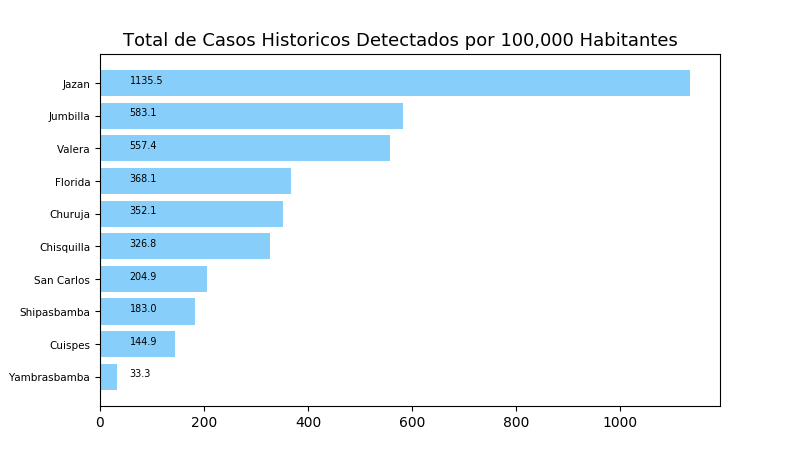 Total de Casos Historicos Detectados por 100,000 Habitantes
Jazan 1135.5
Jumbilla 583.1
Valera 557.4
Florida 368.1
Churuja 352.1
Chisquilla 326.8
San Carlos 204.9
Shipasbamba 183.0
Cuispes 144.9
Yambrasbamba 33.3
0 200 400 600 800 1000